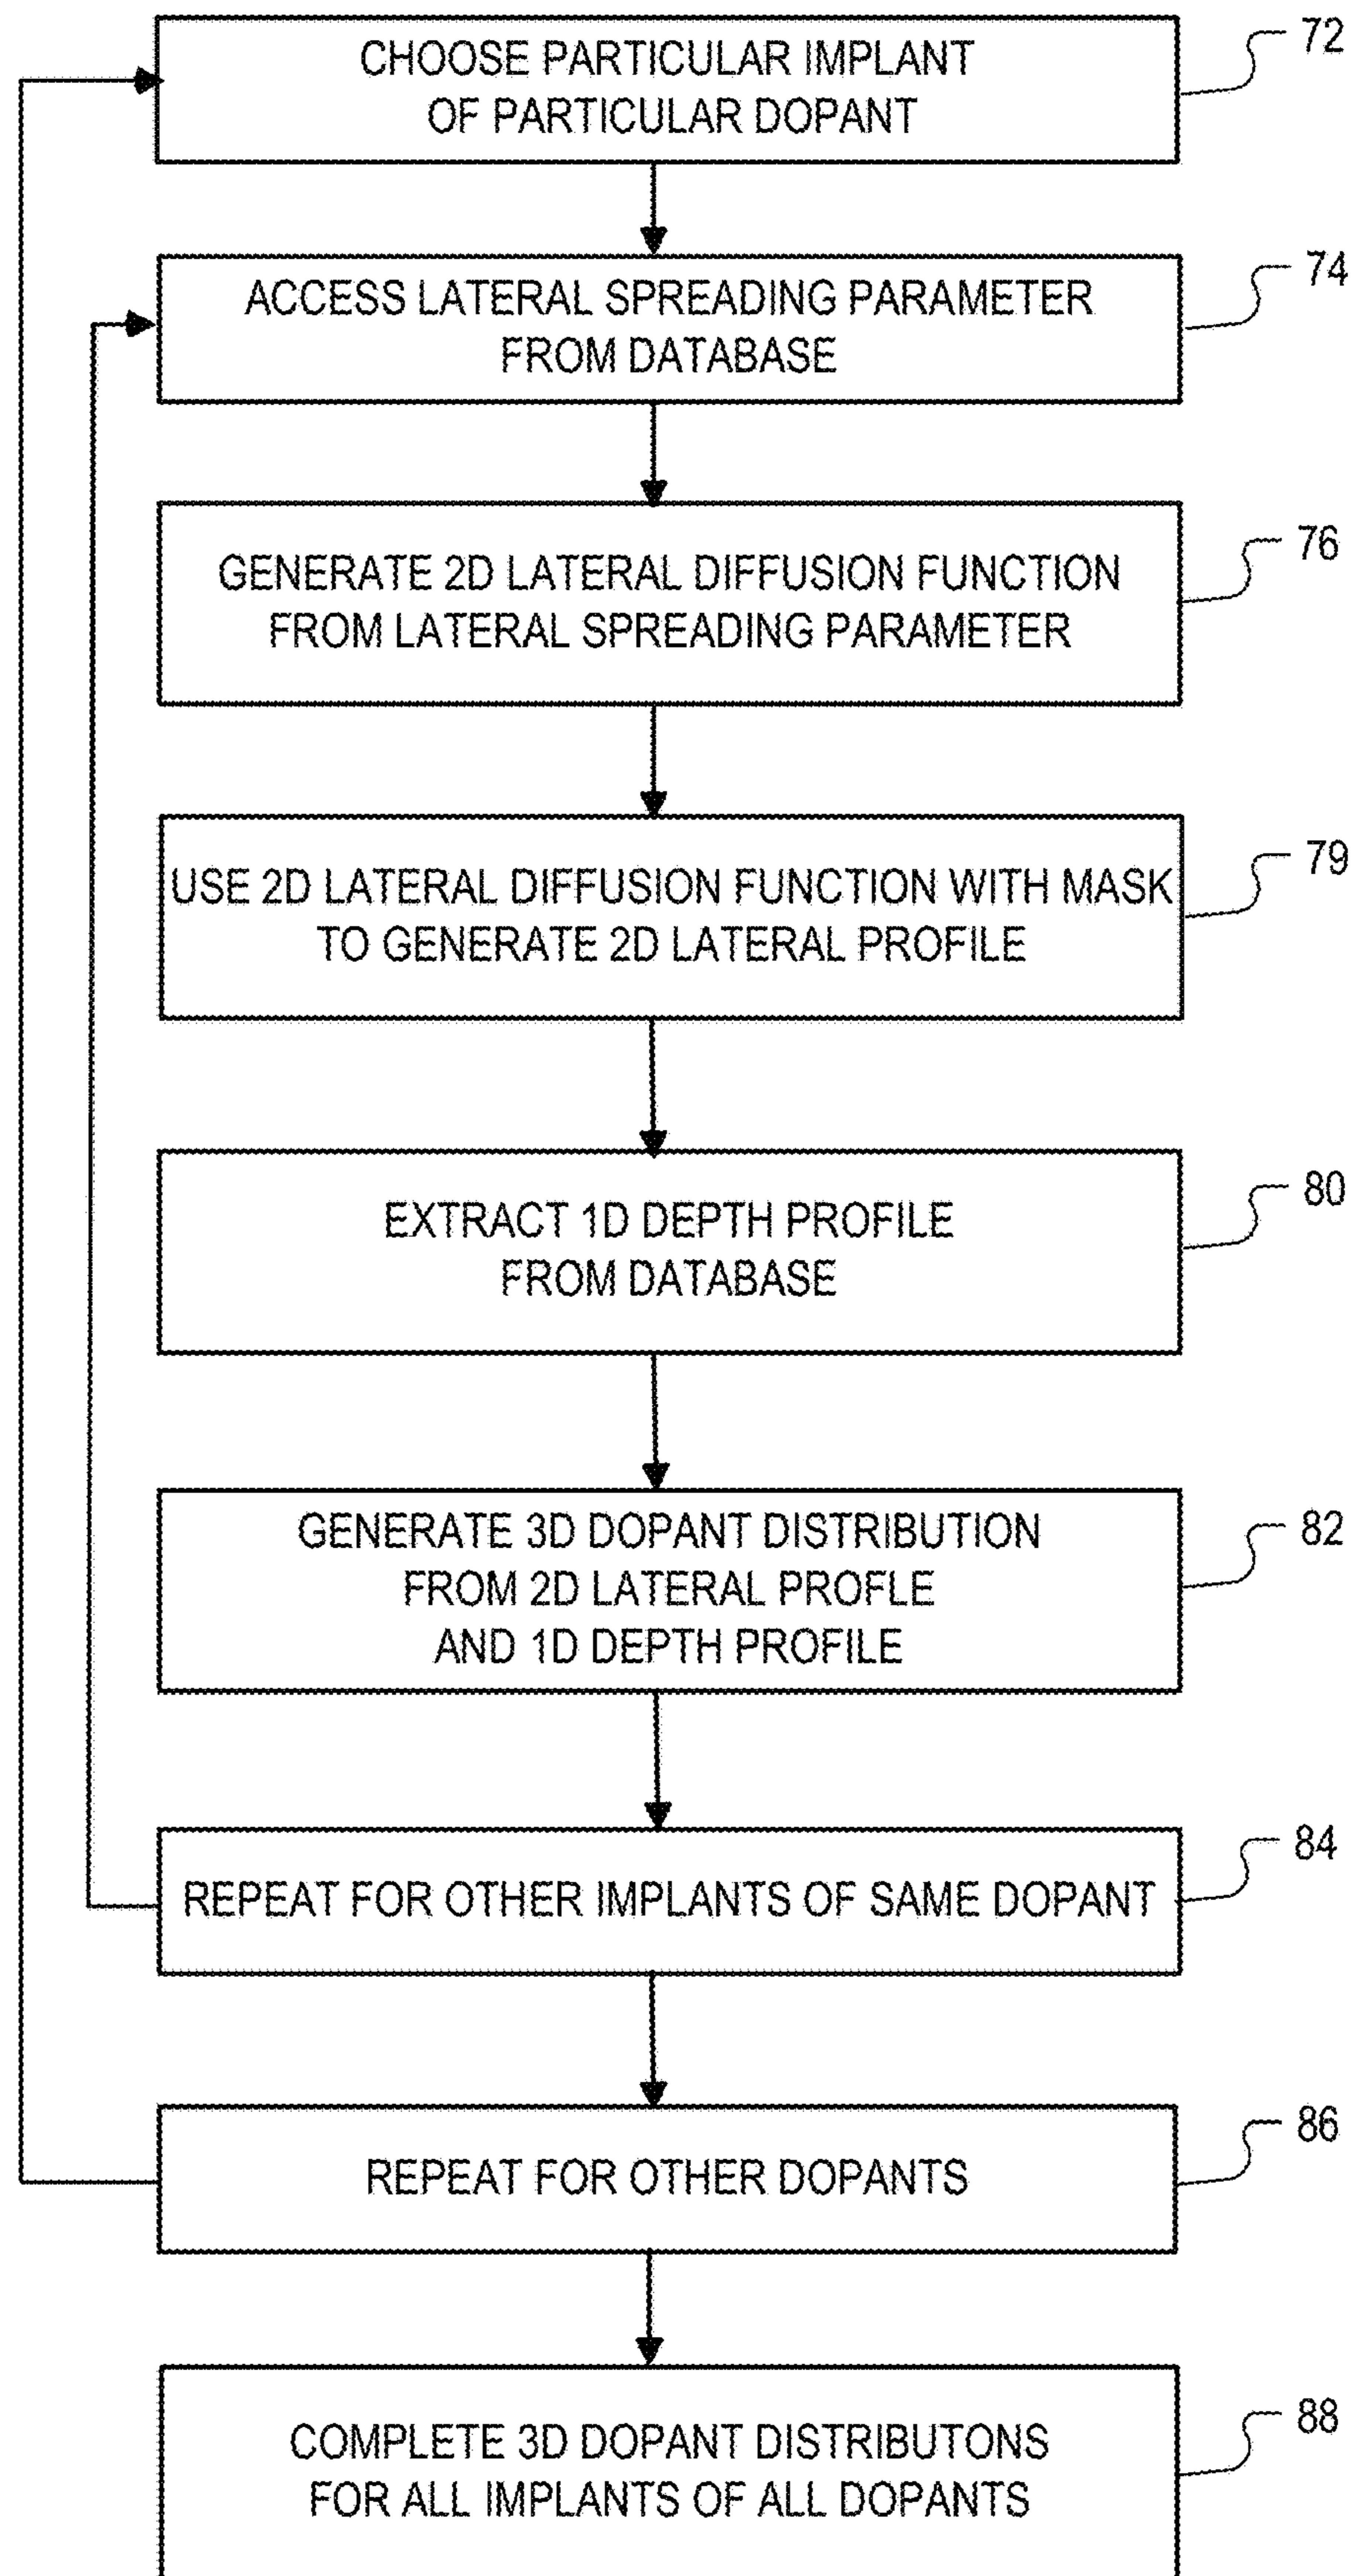 CHOOSE PARTICULAR IMPLANT
OF PARTICULAR DOPANT
72
ACCESS LATERAL SPREADING PARAMETER
FROM DATABASE
74
GENERATE 2D LATERAL DIFFUSION FUNCTION
FROM LATERAL SPREADING PARAMETER
76
USE 2D LATERAL DIFFUSION FUNCTION WITH MASK
TO GENERATE 2D LATERAL PROFILE
79
EXTRACT 1D DEPTH PROFILE
FROM DATABASE
80
GENERATE 3D DOPANT DISTRIBUTION
FROM 2D LATERAL PROFLE
AND 1D DEPTH PROFILE
82
REPEAT FOR OTHER IMPLANTS OF SAME DOPANT
84
REPEAT FOR OTHER DOPANTS
86
COMPLETE 3D DOPANT DISTRIBUTONS
FOR ALL IMPLANTS OF ALL DOPANTS
88